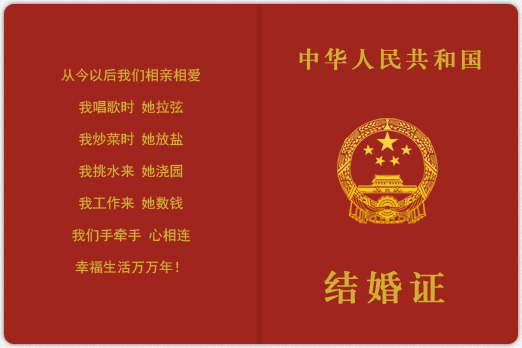 从今以后我们相亲相爱
我唱歌时 她拉弦
我炒菜时 她放盐
我挑水来 她浇园
我工作来 她数钱
我们手牵手 心相连
幸福生活万万年！
中华人民共和国
结婚证